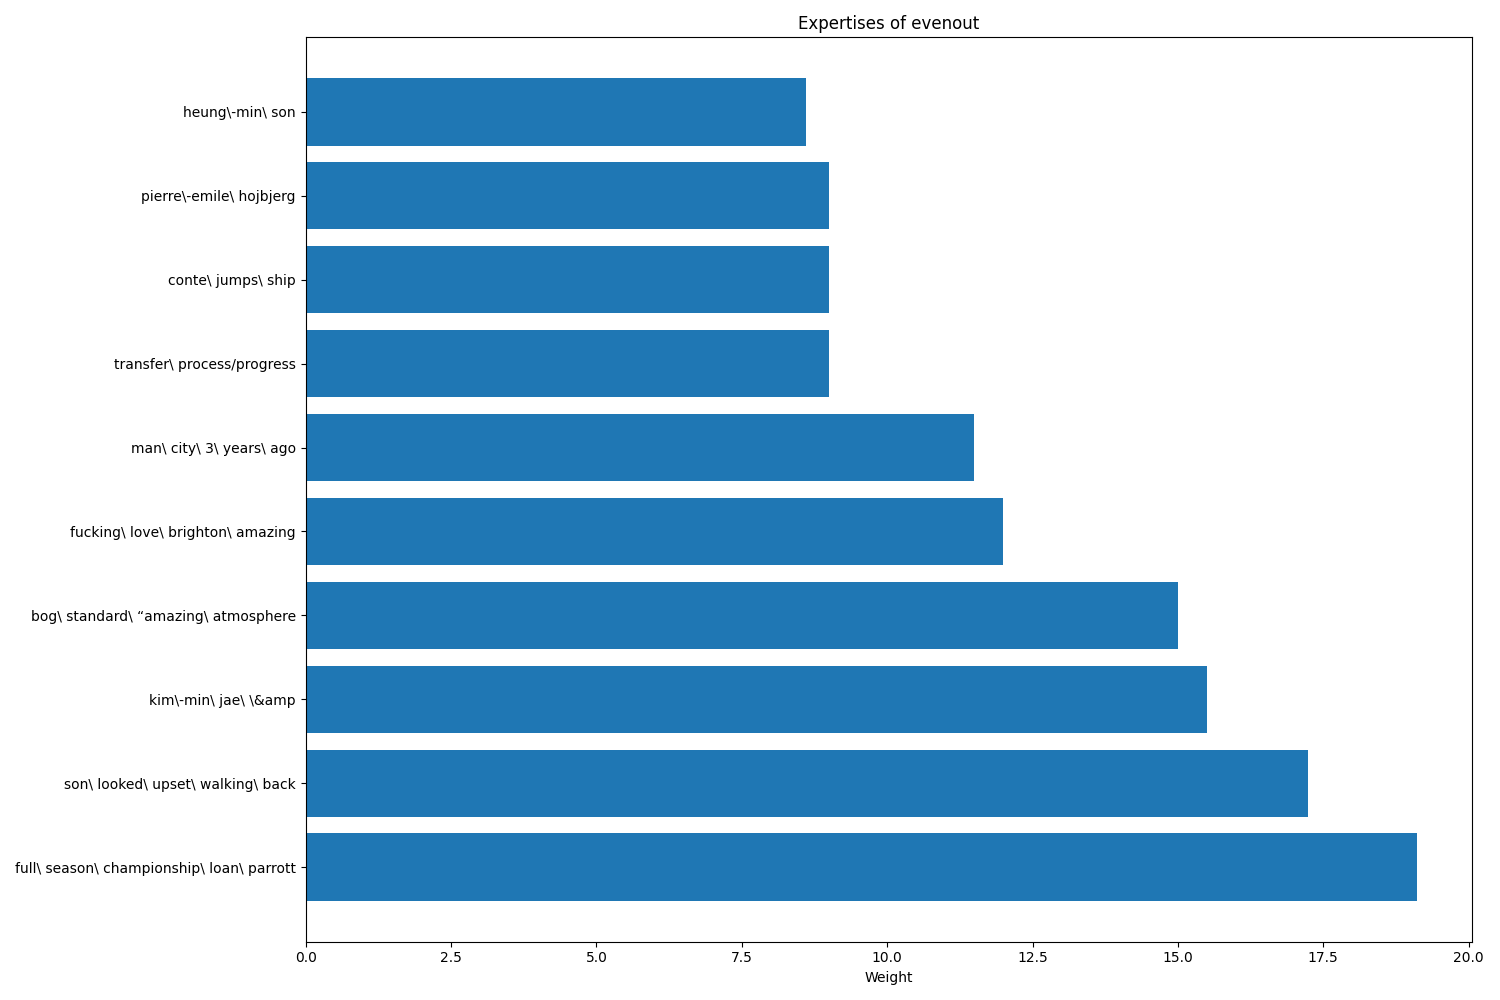 Expertises of evenout
heung\-min\ son
pierre\-emile\ hojbjerg
conte\ jumps\ ship
transfer\ process/progress
man\ city\ 3\ years\ ago
fucking\ love\ brighton\ amazing
bog\ standard\ “amazing\ atmosphere
kim\-min\ jae\ \&amp
son\ looked\ upset\ walking\ back
full\ season\ championship\ loan\ parrott
0.0 2.5 5.0 7.5 10.0 12.5 15.0 17.5 20.0
Weight